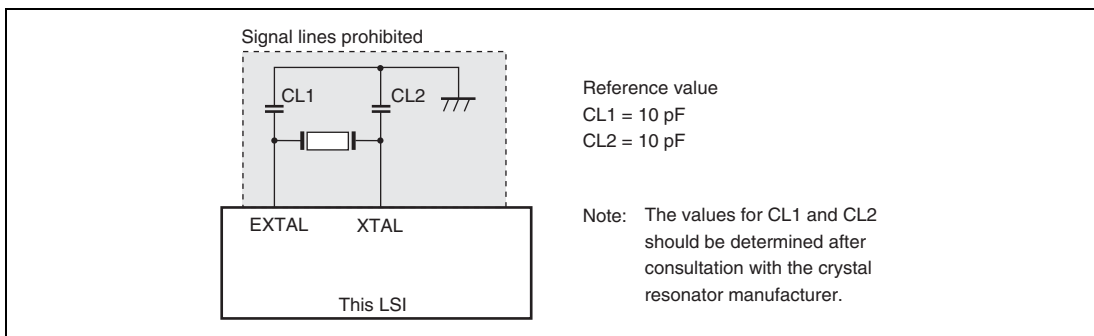 Signal lines prohibited
CL1
CL2
EXTAL
XTAL
This LSI
Reference value
CL1 = 10 pF
CL2 = 10 pF
Note: The values for CL1 and CL2
should be determined after
consultation with the crystal
resonator manufacturer.